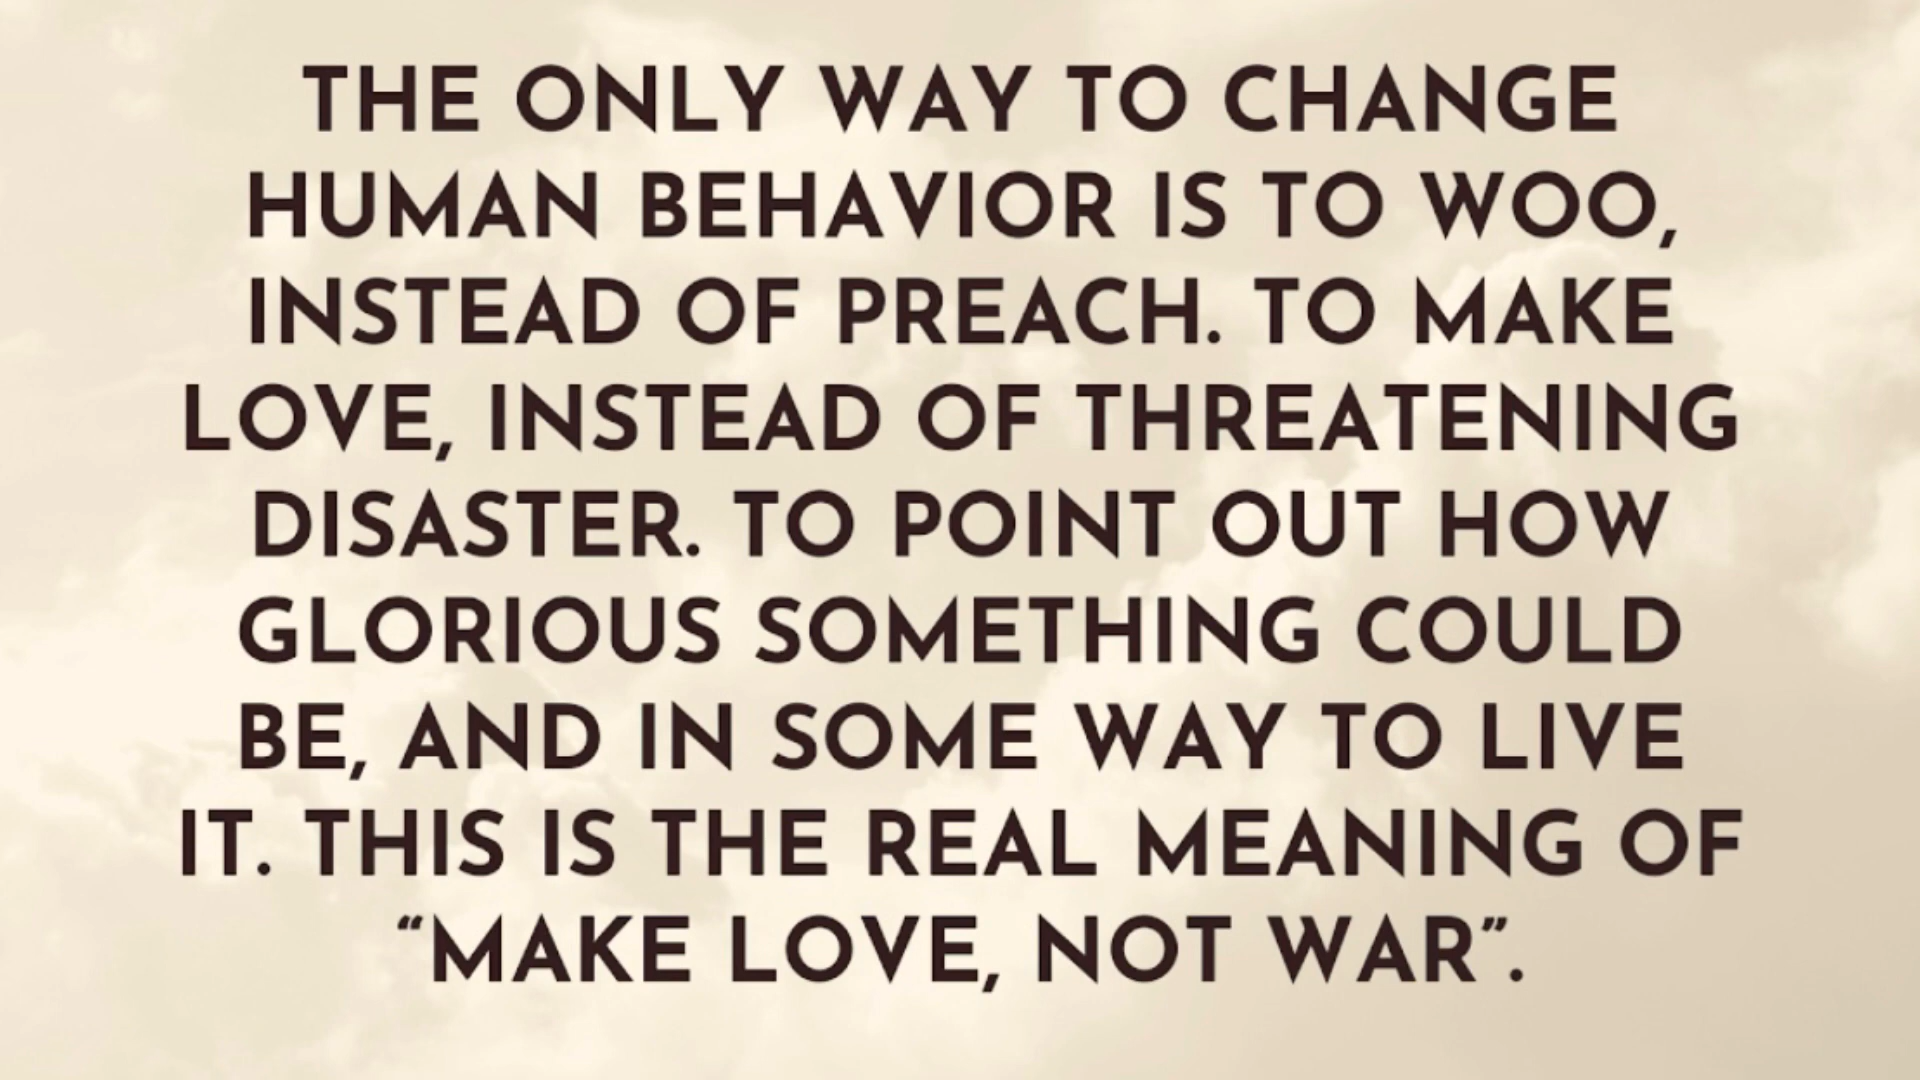 THE ONLY WAY TO CHANGE
HUMAN BEHAVIOR IS TO WOO,
INSTEAD OF PREACH. TO MAKE
LOVE, INSTEAD OF THREATENING
DISASTER. TO POINT OUT HOW
GLORIOUS SOMETHING COULD
BE, AND IN SOME WAY TO LIVE
IT. THIS IS THE REAL MEANING OF
“MAKE LOVE, NOT WAR”.